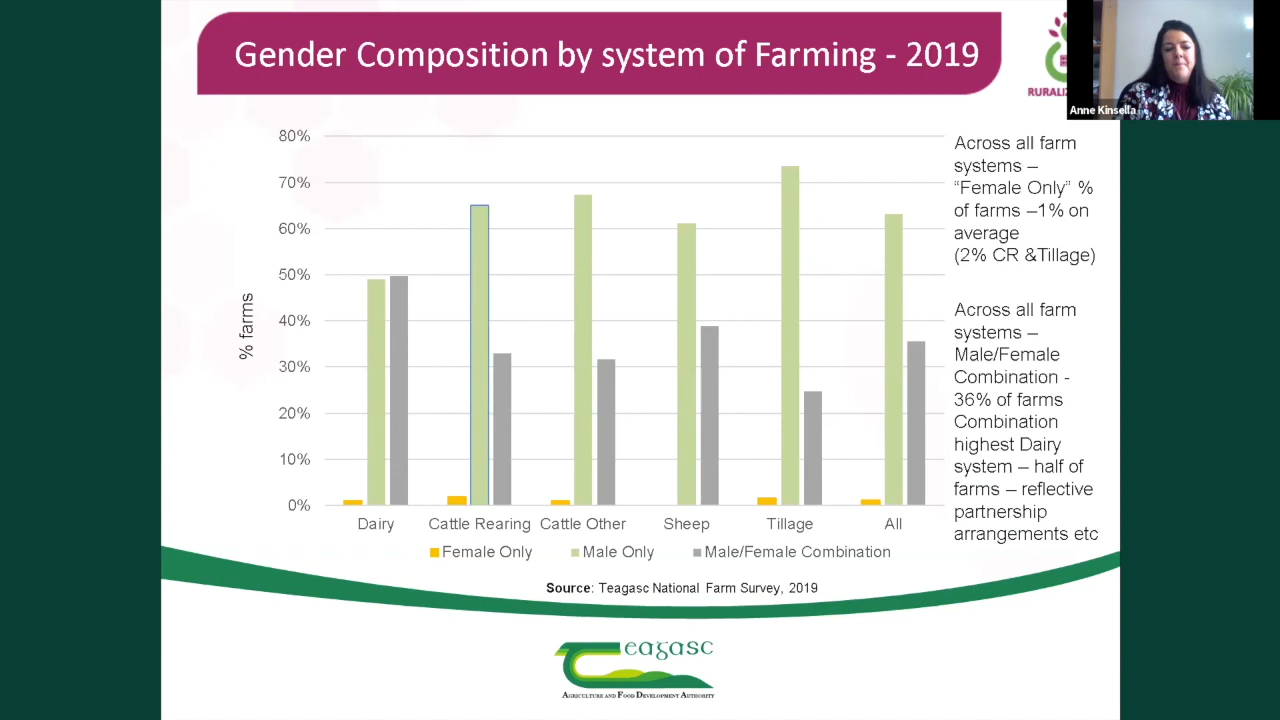 Gender Composition by system of Farming - 2019
RURALIZ
Anne Kinsella
80%
70%
60%
50%
40%
30%
20%
10%
0%
% farms
Dairy
Cattle Rearing
Cattle Other
Sheep
Tillage
All
Female Only
Male Only
Male/Female Combination
Across all farm
systems –
“Female Only” %
of farms –1% on
average
(2% CR &Tillage)
Across all farm
systems –
Male/Female
Combination -
36% of farms
Combination
highest Dairy
system – half of
farms – reflective
partnership
arrangements etc
Source: Teagasc National Farm Survey, 2019
eagasc
Agriculture and Food Development Authority